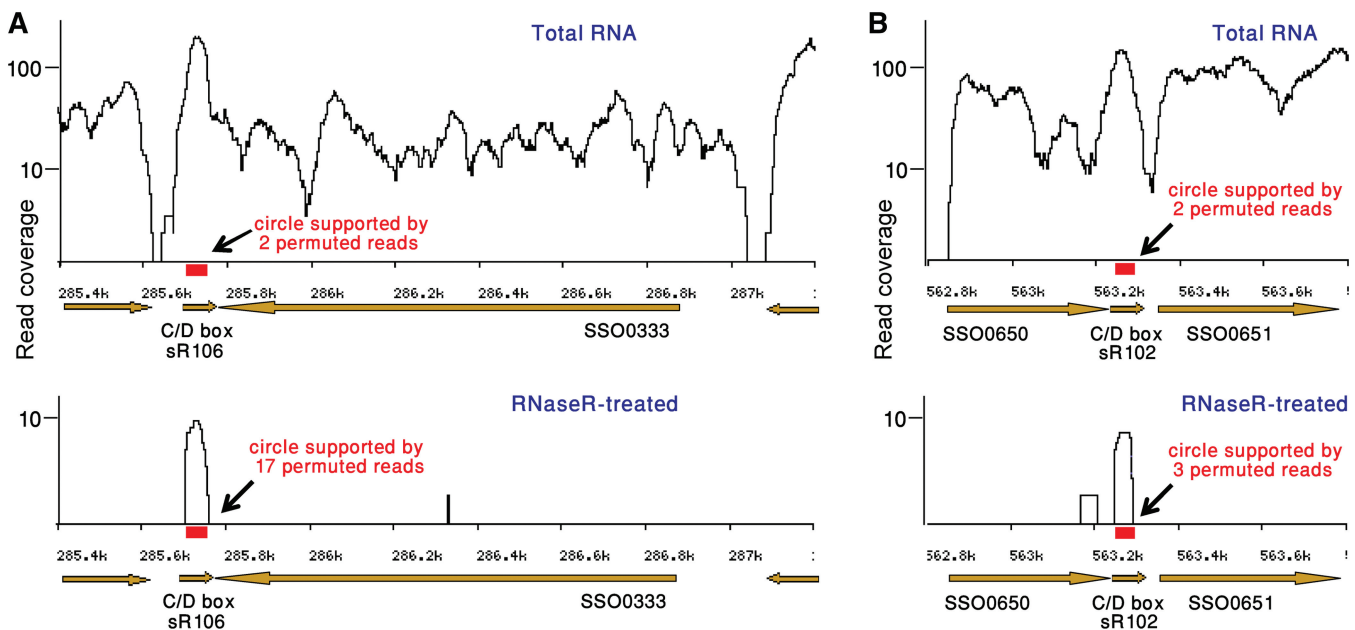 A
Total RNA
Read coverage
100
10
circle supported by
2 permuted reads
285.4k 285.6k 285.8k 286k 286.2k 286.4k 286.6k 286.8k 287k
C/D box
sR106
SSO0333
RNaseR-treated
10
circle supported by
17 permuted reads
285.4k 285.6k 285.8k 286k 286.2k 286.4k 286.6k 286.8k 287k
C/D box
sR106
SSO0333
B
Total RNA
Read coverage
100
10
circle supported by
2 permuted reads
562.8k 563k 563.2k 563.4k 563.6k
SSO0650
C/D box
sR102
SSO0651
RNaseR-treated
10
circle supported by
3 permuted reads
562.8k 563k 563.2k 563.4k 563.6k
SSO0650
C/D box
sR102
SSO0651